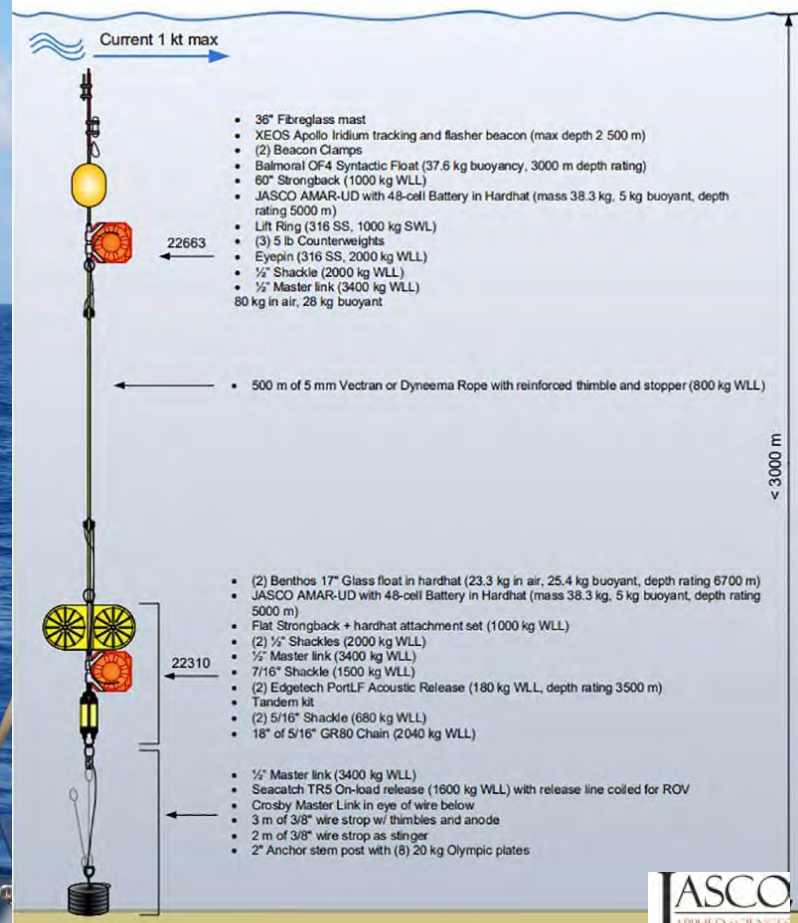 Current 1 kt max
• 36" Fibreglass mast
• XEOS Apollo Iridium tracking and flasher beacon (max depth 2 500 m)
• (2) Beacon Clamps
• Balmoral OF4 Syntactic Float (37.6 kg buoyancy, 3000 m depth rating)
• 60" Strongback (1000 kg WLL)
• JASCO AMAR-UD with 48-cell Battery in Hardhat (mass 38.3 kg, 5 kg buoyant, depth
rating 5000 m)
• Lift Ring (316 SS, 1000 kg SWL)
• (3) 5 lb Counterweights
• Eyepin (316 SS, 2000 kg WLL)
• ½" Shackle (2000 kg WLL)
• ½" Master link (3400 kg WLL)
80 kg in air, 28 kg buoyant
22663
• 500 m of 5 mm Vectran or Dyneema Rope with reinforced thimble and stopper (800 kg WLL)
< 3000 m
• (2) Benthos 17" Glass float in hardhat (23.3 kg in air, 25.4 kg buoyant, depth rating 6700 m)
• JASCO AMAR-UD with 48-cell Battery in Hardhat (mass 38.3 kg, 5 kg buoyant, depth rating
5000 m)
• Flat Strongback + hardhat attachment set (1000 kg WLL)
• (2) ½" Shackles (2000 kg WLL)
• ½" Master link (3400 kg WLL)
• 7/16" Shackle (1500 kg WLL)
• (2) Edgetech PortLF Acoustic Release (180 kg WLL, depth rating 3500 m)
• Tandem kit
• (2) 5/16" Shackle (680 kg WLL)
• 18" of 5/16" GR80 Chain (2040 kg WLL)
22310
• ½" Master link (3400 kg WLL)
• Seacatch TR5 On-load release (1600 kg WLL) with release line coiled for ROV
• Crosby Master Link in eye of wire below
• 3 m of 3/8" wire strop w/ thimbles and anode
• 2 m of 3/8" wire strop as stinger
• 2" Anchor stem post with (8) 20 kg Olympic plates
JASCO
APPLIED SCIENCES